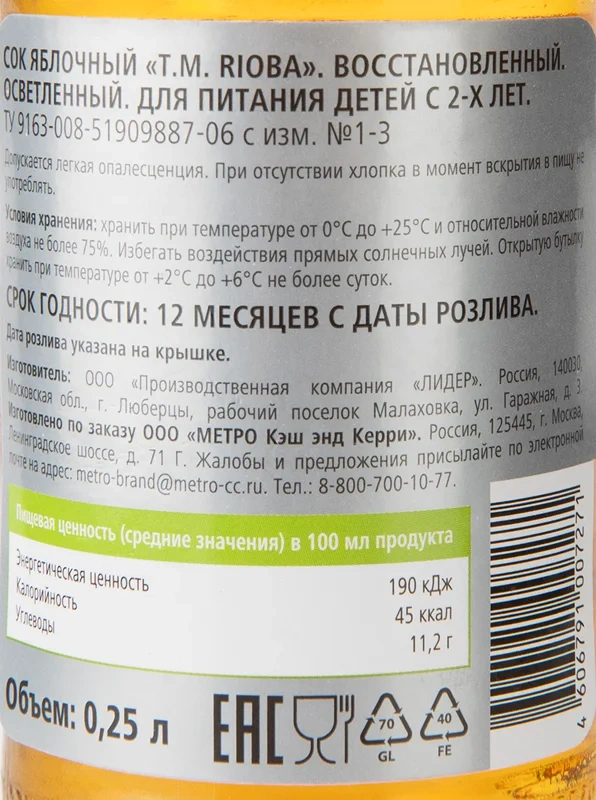 СОК ЯБЛОЧНЫЙ «T.M. RIOBA». ВОССТАНОВЛЕННЫЙ.
ОСВЕТЛЕННЫЙ. ДЛЯ ПИТАНИЯ ДЕТЕЙ С 2-Х ЛЕТ.
ТУ 9163-008-51909887-06 с изм. №1-3
Допускается легкая опалесценция. При отсутствии хлопка в момент вскрытия в пищу не
употреблять.
Условия хранения: хранить при температуре от 0°С до +25°С и относительной влажности
воздуха не более 75%. Избегать воздействия прямых солнечных лучей. Открытую бутылку
хранить при температуре от +2°С до +6°С не более суток.
СРОК ГОДНОСТИ: 12 МЕСЯЦЕВ С ДАТЫ РОЗЛИВА.
Дата розлива указана на крышке.
Изготовитель: ООО «Производственная компания «ЛИДЕР». Россия, 140030,
Московская обл., г. Люберцы, рабочий поселок Малаховка, ул. Гаражная, д. 3.
Изготовлено по заказу ООО «МЕТРО Кэш энд Керри». Россия, 125445, г. Москва,
Ленинградское шоссе, д. 71 Г. Жалобы и предложения присылайте по электронной
почте на адрес: metro-brand@metro-cc.ru. Тел.: 8-800-700-10-77.
Пищевая ценность (средние значения) в 100 мл продукта
Энергетическая ценность 190 кДж
Калорийность 45 ккал
Углеводы 11,2 г
Объем: 0,25 л
EAC
70
GL
40
FE
4 606791 007271